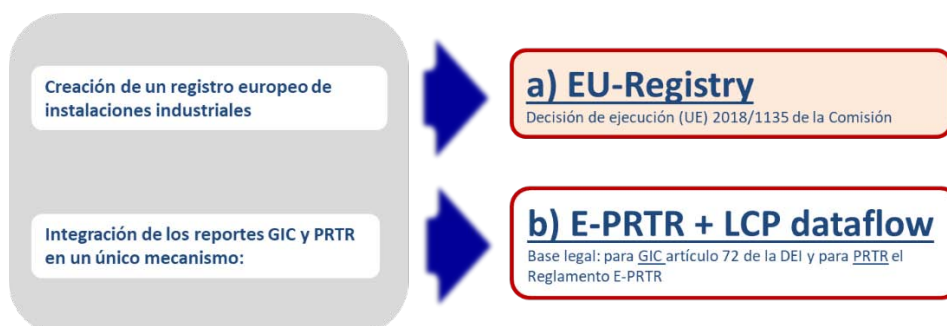 Creación de un registro europeo de
instalaciones industriales
a) EU-Registry
Decisión de ejecución (UE) 2018/1135 de la Comisión
Integración de los reportes GIC y PRTR
en un único mecanismo:
b) E-PRTR + LCP dataflow
Base legal: para GIC artículo 72 de la DEI y para PRTR el
Reglamento E-PRTR